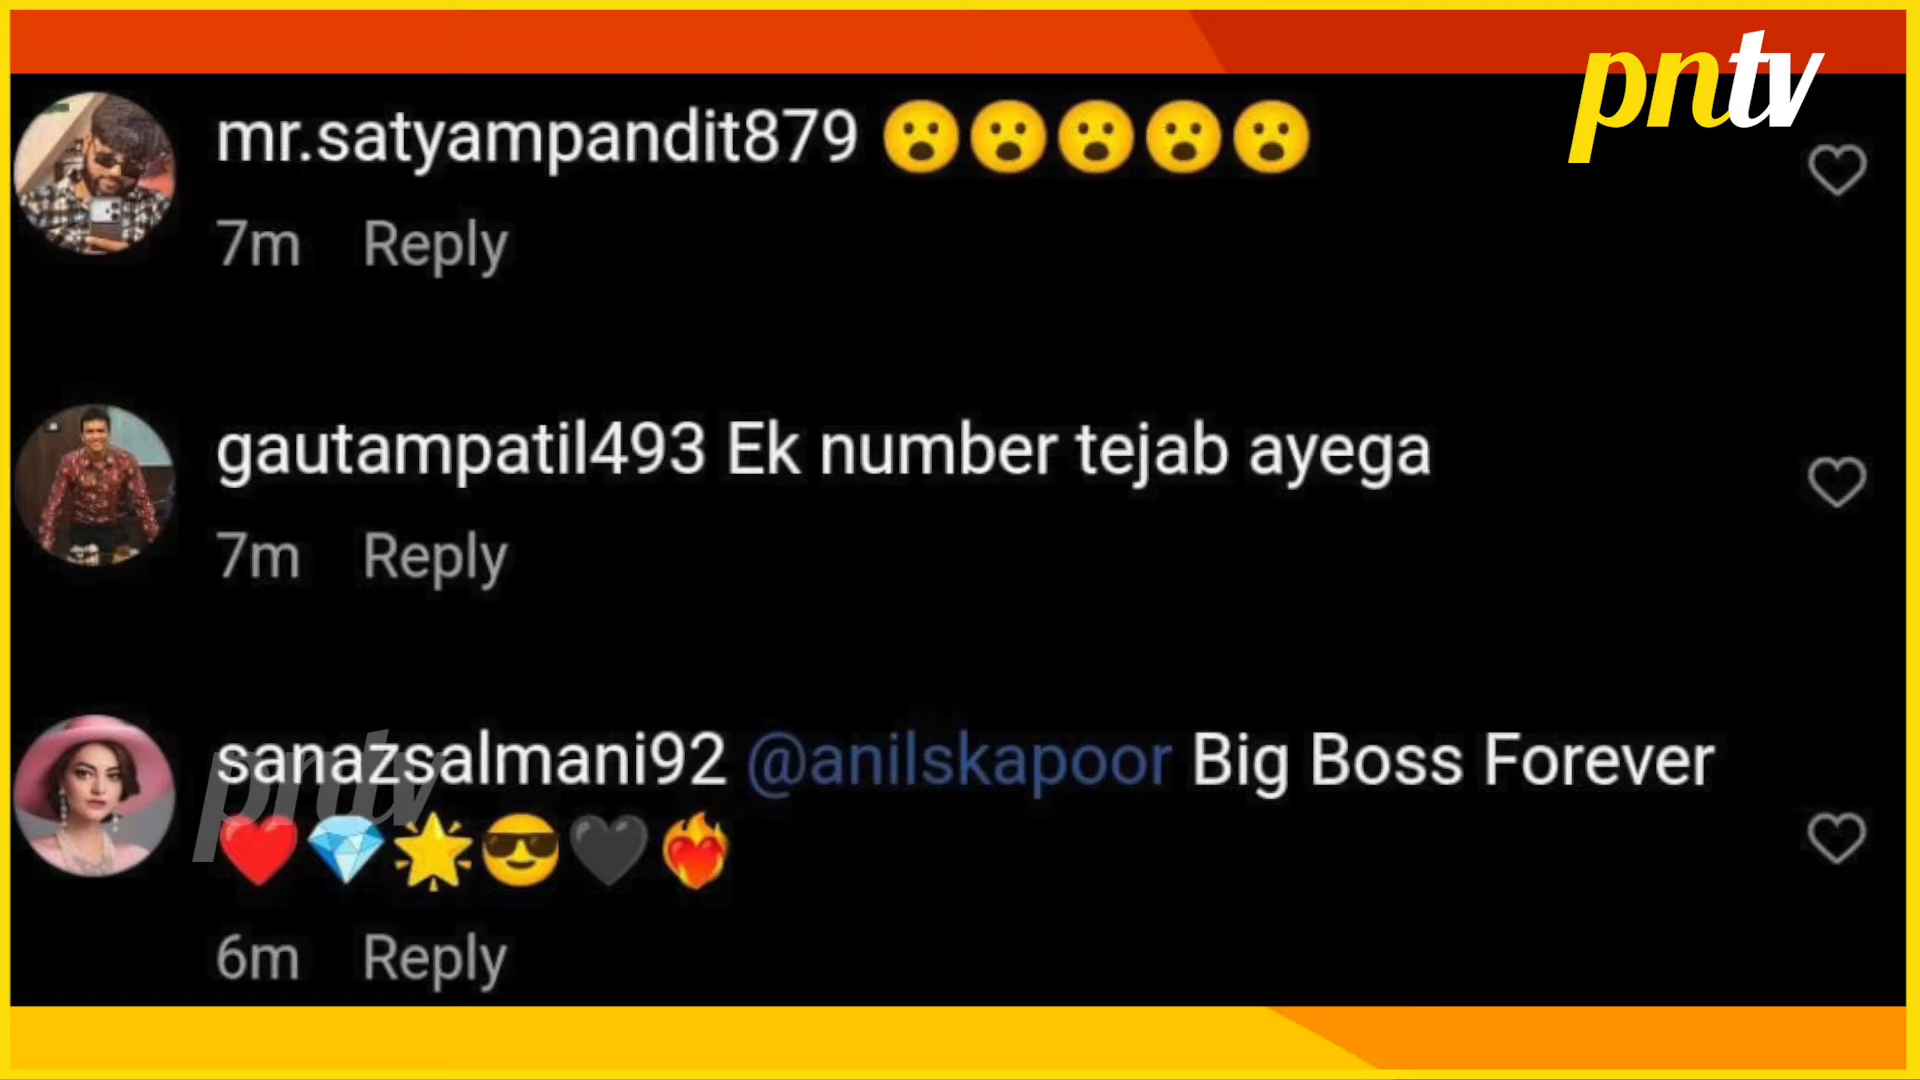 pntv
mr.satyampandit879 😮😮😮😮😮
7m Reply
gautampatil493 Ek number tejab ayega
7m Reply
sanazsalmani92 @anilskapoor Big Boss Forever
pntv
❤️💎🌟😎🖤❤️‍🔥
6m Reply